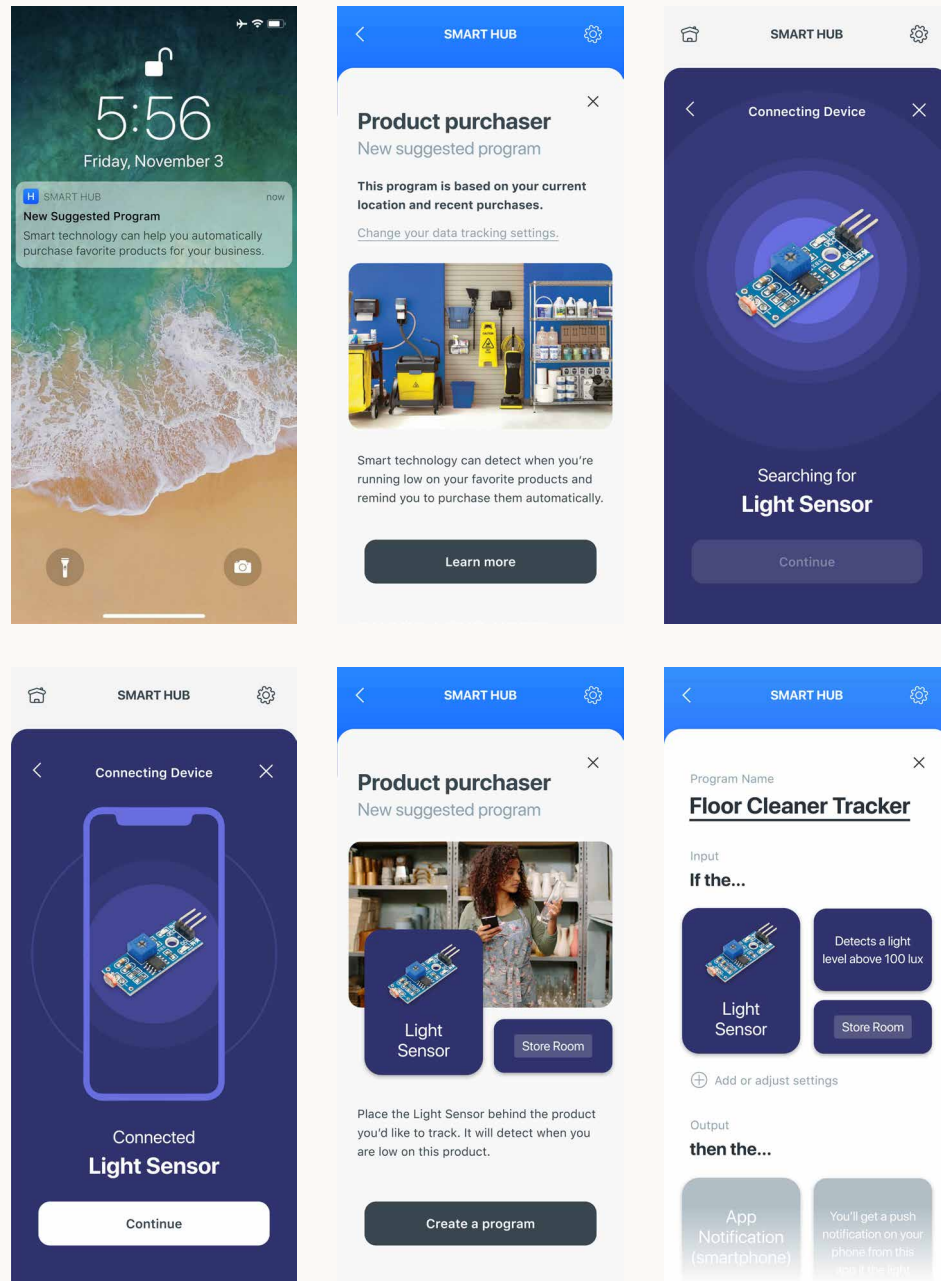 5:56
Friday, November 3
H SMART HUB now
New Suggested Program
Smart technology can help you automatically
purchase favorite products for your business.
SMART HUB
Product purchaser
New suggested program
This program is based on your current
location and recent purchases.
Change your data tracking settings.
Smart technology can detect when you're
running low on your favorite products and
remind you to purchase them automatically.
Learn more
SMART HUB
Connecting Device
Searching for
Light Sensor
Continue
SMART HUB
Connecting Device
Connected
Light Sensor
Continue
SMART HUB
Product purchaser
New suggested program
Light
Sensor
Store Room
Place the Light Sensor behind the product
you'd like to track. It will detect when you
are low on this product.
Create a program
SMART HUB
Program Name
Floor Cleaner Tracker
Input
If the...
Light
Sensor
Detects a light
level above 100 lux
Store Room
Add or adjust settings
Output
then the...
App
Notification
(smartphone)
You'll get a push
notification on your
phone from this
app if the light